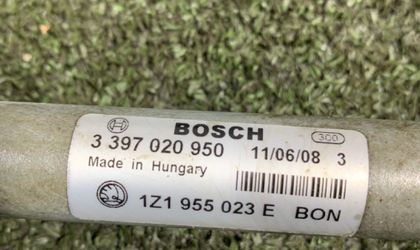 BOSCH 3C0
3 397 020 950 11/06/08 3
Made in Hungary
1Z1 955 023 E BON